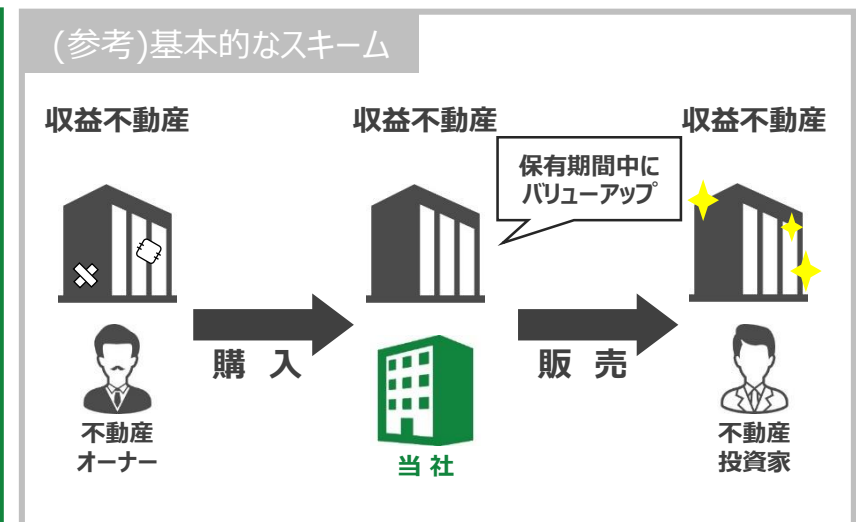 (参考)基本的なスキーム
収益不動産
収益不動産
収益不動産
保有期間中に
バリューアップ
購 入
販 売
不動産
オーナー
当 社
不動産
投資家